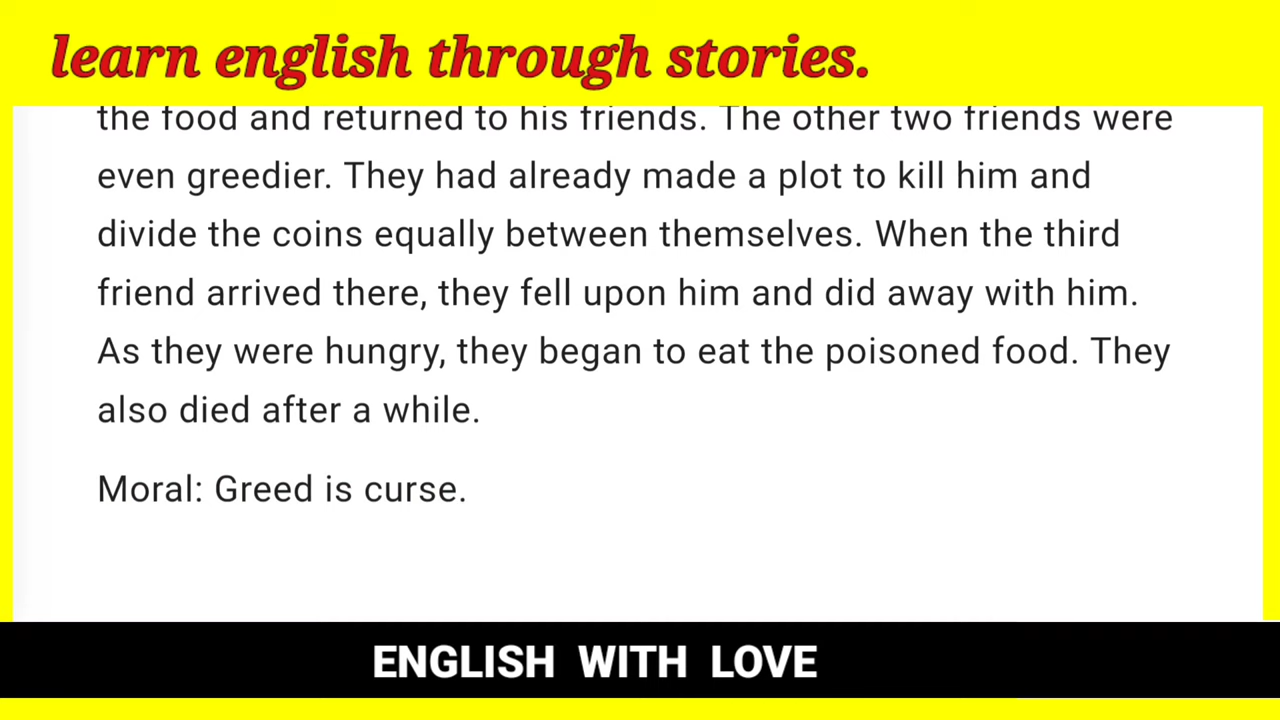 learn english through stories.
the food and returned to his friends. The other two friends were
even greedier. They had already made a plot to kill him and
divide the coins equally between themselves. When the third
friend arrived there, they fell upon him and did away with him.
As they were hungry, they began to eat the poisoned food. They
also died after a while.
Moral: Greed is curse.
ENGLISH WITH LOVE